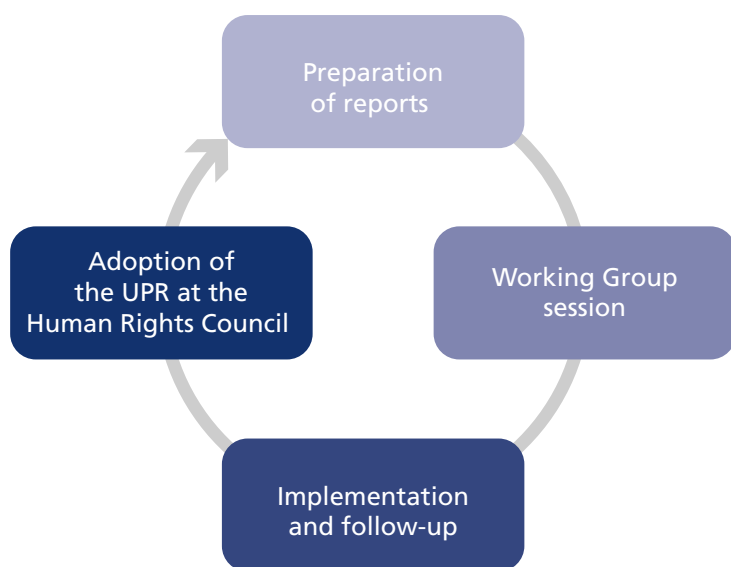 Preparation
of reports
Working Group
session
Implementation
and follow-up
Adoption of
the UPR at the
Human Rights Council